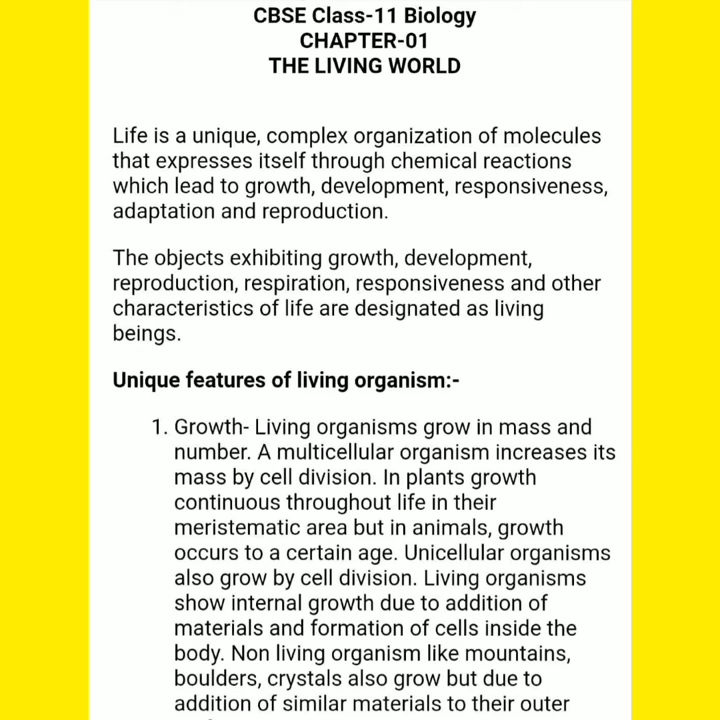 CBSE Class-11 Biology
CHAPTER-01
THE LIVING WORLD
Life is a unique, complex organization of molecules
that expresses itself through chemical reactions
which lead to growth, development, responsiveness,
adaptation and reproduction.
The objects exhibiting growth, development,
reproduction, respiration, responsiveness and other
characteristics of life are designated as living
beings.
Unique features of living organism:-
1. Growth- Living organisms grow in mass and
number. A multicellular organism increases its
mass by cell division. In plants growth
continuous throughout life in their
meristematic area but in animals, growth
occurs to a certain age. Unicellular organisms
also grow by cell division. Living organisms
show internal growth due to addition of
materials and formation of cells inside the
body. Non living organism like mountains,
boulders, crystals also grow but due to
addition of similar materials to their outer